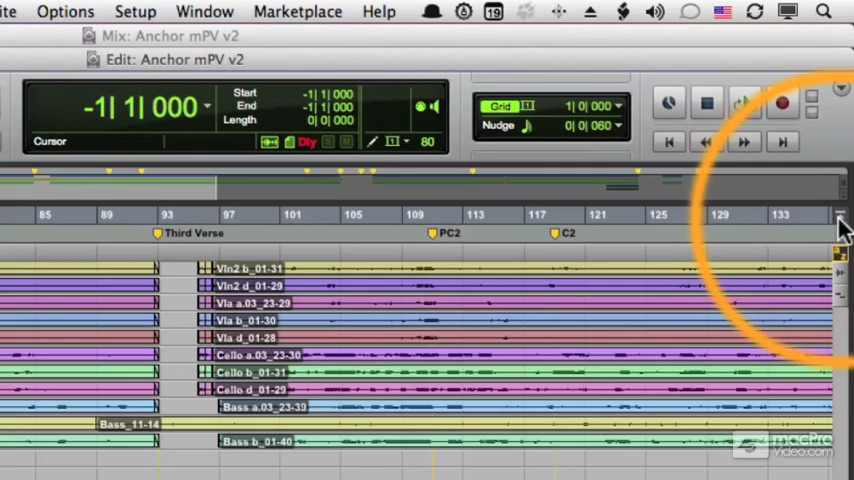 ite Options Setup Window Marketplace Help 19
Mix: Anchor mPV v2
Edit: Anchor mPV v2
-1| 1| 000
Start -1| 1| 000
End -1| 1| 000
Length 0| 0| 000
Cursor Dly S M 80
Grid 1| 0| 000
Nudge 0| 0| 060
85 89 93 97 101 105 109 113 117 121 125 129 133
Third Verse PC2 C2
a
z
Vln2 b_01-31
Vln2 d_01-29
Vla a.03_23-29
Vla b_01-30
Vla d_01-28
Cello a.03_23-30
Cello b_01-31
Cello d_01-29
Bass a.03_23-39
Bass_11-14
Bass b_01-40
macPro
Video.com